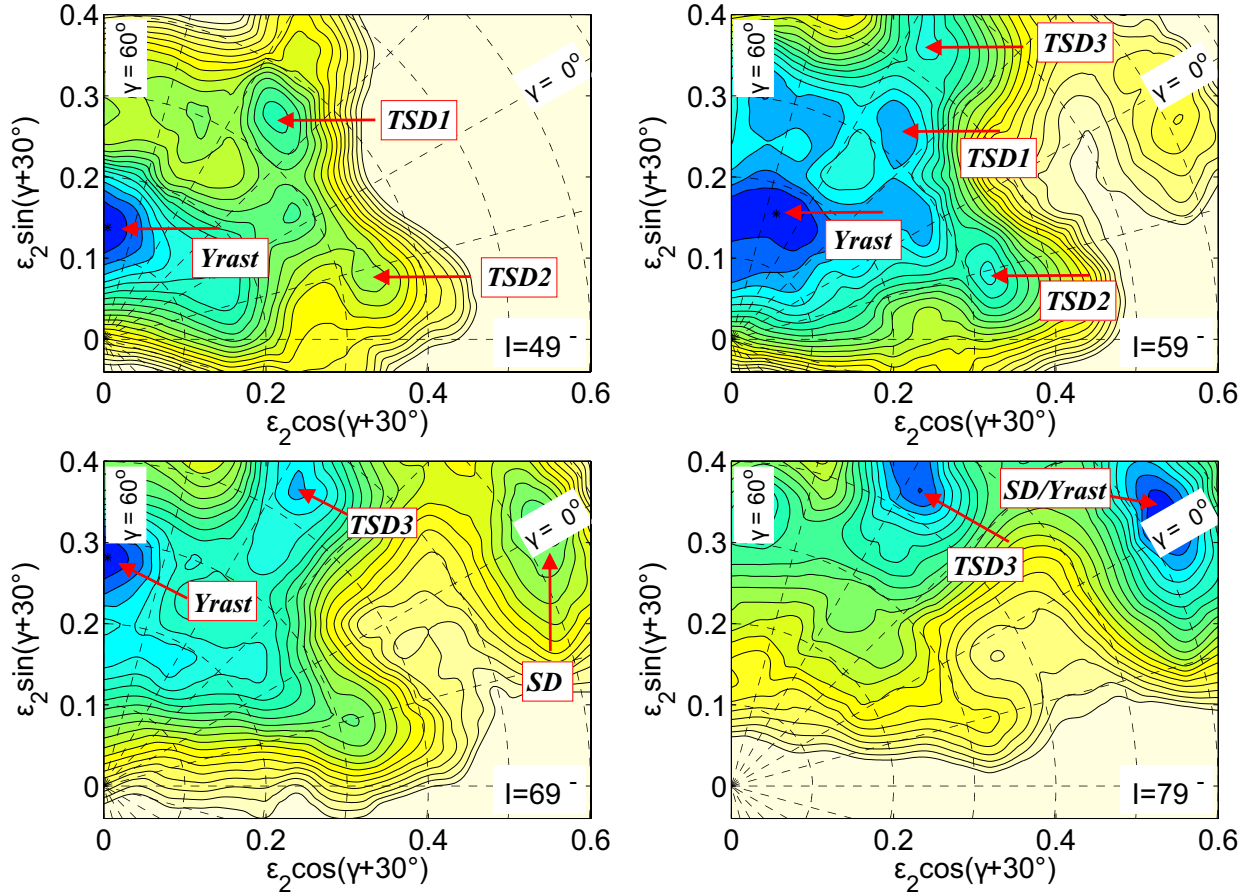 0.4
0.3
0.2
0.1
0
ε₂sin(γ+30°)
γ = 60°
γ = 0°
TSD1
Yrast
TSD2
I=49⁻
0
0.2
0.4
0.6
ε₂cos(γ+30°)
0.4
0.3
0.2
0.1
0
ε₂sin(γ+30°)
γ = 60°
TSD3
γ = 0°
TSD1
Yrast
TSD2
I=59⁻
0
0.2
0.4
0.6
ε₂cos(γ+30°)
0.4
0.3
0.2
0.1
0
ε₂sin(γ+30°)
γ = 60°
TSD3
γ = 0°
Yrast
SD
I=69⁻
0
0.2
0.4
0.6
ε₂cos(γ+30°)
0.4
0.3
0.2
0.1
0
ε₂sin(γ+30°)
γ = 60°
SD/Yrast
γ = 0°
TSD3
I=79⁻
0
0.2
0.4
0.6
ε₂cos(γ+30°)